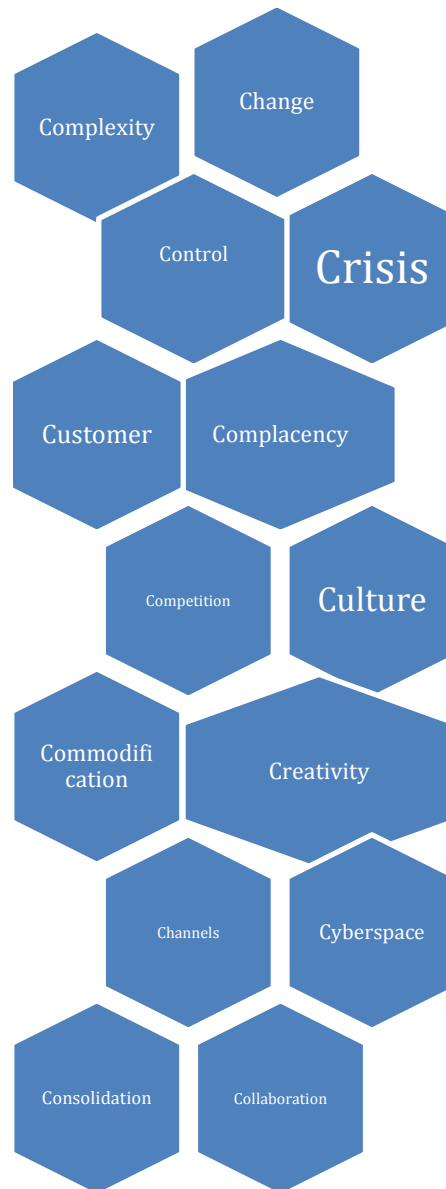 Complexity
Change
Control
Crisis
Customer
Complacency
Competition
Culture
Commodifi
cation
Creativity
Channels
Cyberspace
Consolidation
Collaboration